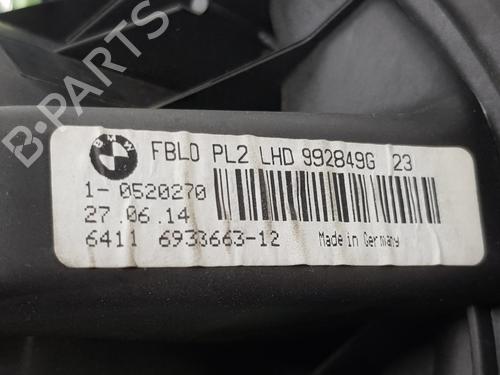 B-PARTS
BMW
FBLO PL2 LHD 992849G 23
1-0520270
27.06.14
6411 6933663-12
Made in Germany